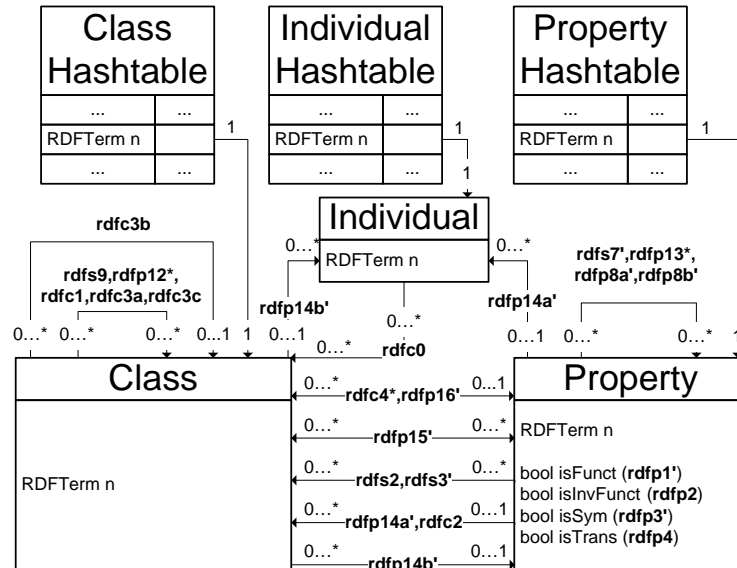 Class
Hashtable
... ...
RDFTerm n
... ...
Individual
Hashtable
... ...
RDFTerm n
... ...
Property
Hashtable
... ...
RDFTerm n
... ...
1
1
1
1
Individual
RDFTerm n
rdfc3b
rdfs9,rdfp12*,
rdfc1,rdfc3a,rdfc3c
0...*
rdfp14b'
0...*
rdfp14a'
rdfs7',rdfp13*,
rdfp8a',rdfp8b'
0...*
0...* 0...* 0...* 0...1 1 0...1
0...* rdfc0
0...1 0...* 0...* 1
Class
RDFTerm n
0...* 0...1
rdfc4*,rdfp16'
0...* 0...*
rdfp15'
0...* 0...*
rdfs2,rdfs3'
0...* 0...1
rdfp14a',rdfc2
0...* 0...1
rdfp14b'
Property
RDFTerm n
bool isFunct (rdfp1')
bool isInvFunct (rdfp2)
bool isSym (rdfp3')
bool isTrans (rdfp4)